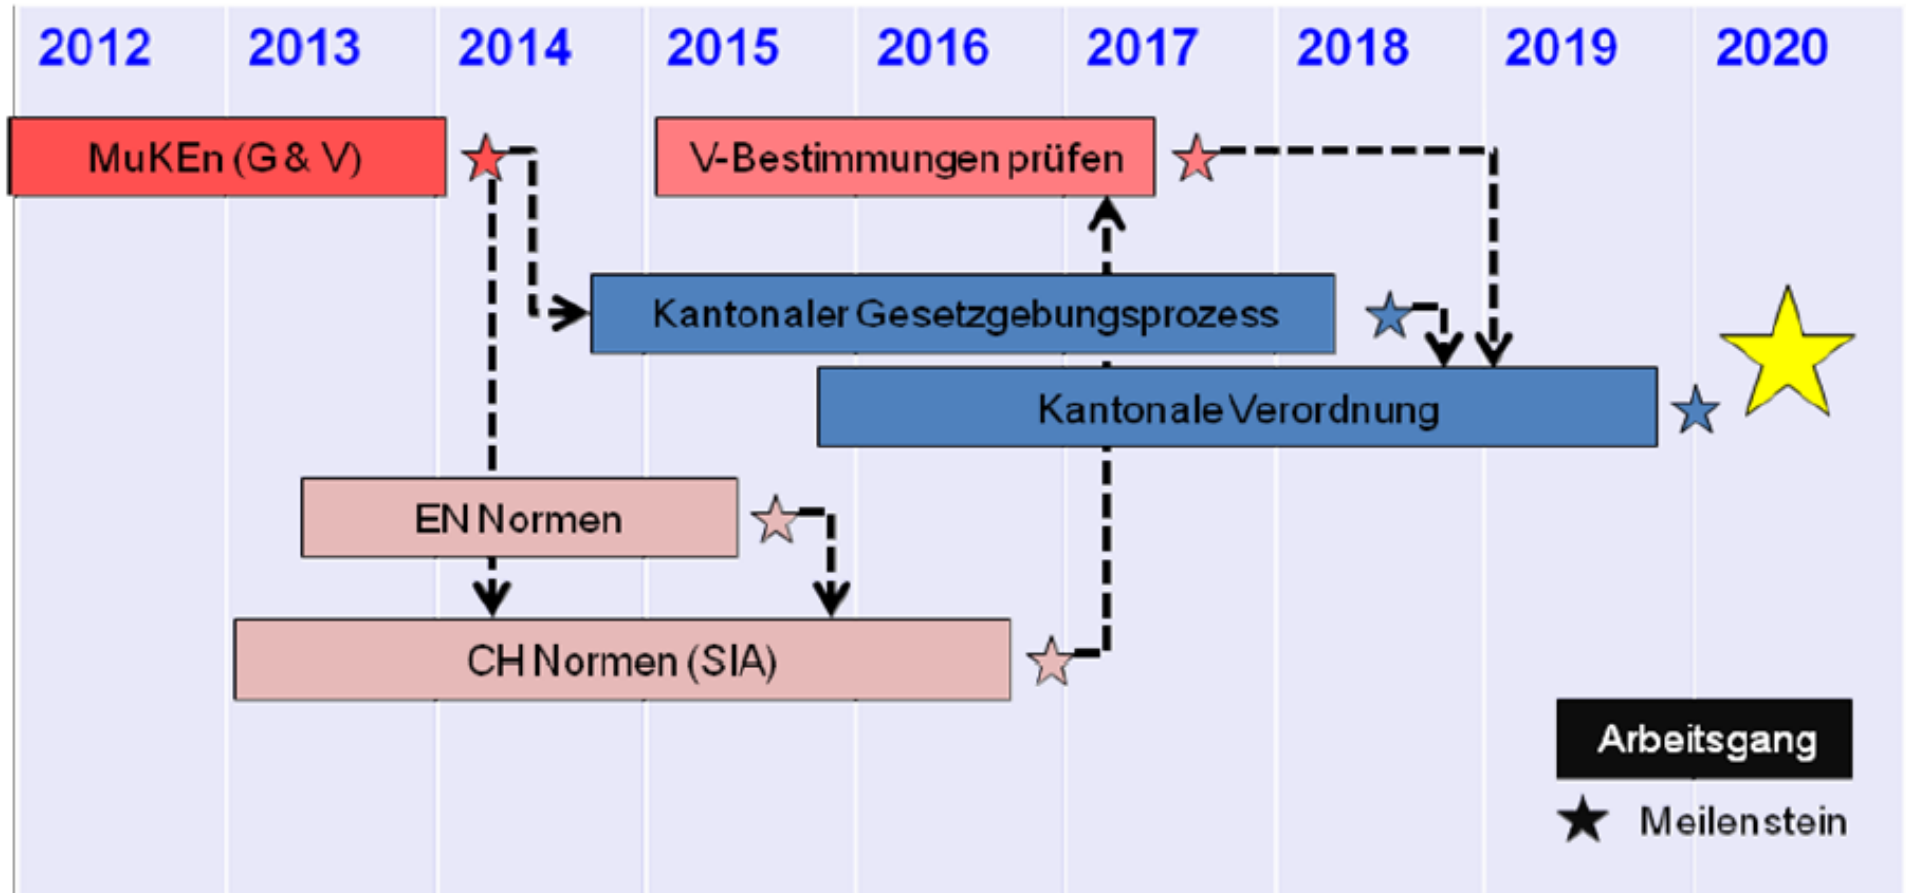 2012 2013 2014 2015 2016 2017 2018 2019 2020
MuKEn (G & V) V-Bestimmungen prüfen
Kantonaler Gesetzgebungsprozess
Kantonale Verordnung
EN Normen
CH Normen (SIA)
Arbeitsgang
Meilenstein